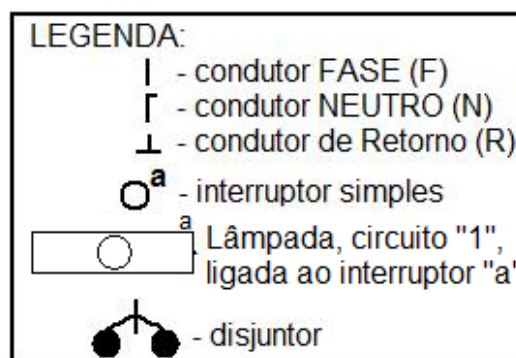 LEGENDA:
- condutor FASE (F)
- condutor NEUTRO (N)
- condutor de Retorno (R)
a - interruptor simples
a
Lâmpada, circuito "1",
ligada ao interruptor "a"
- disjuntor